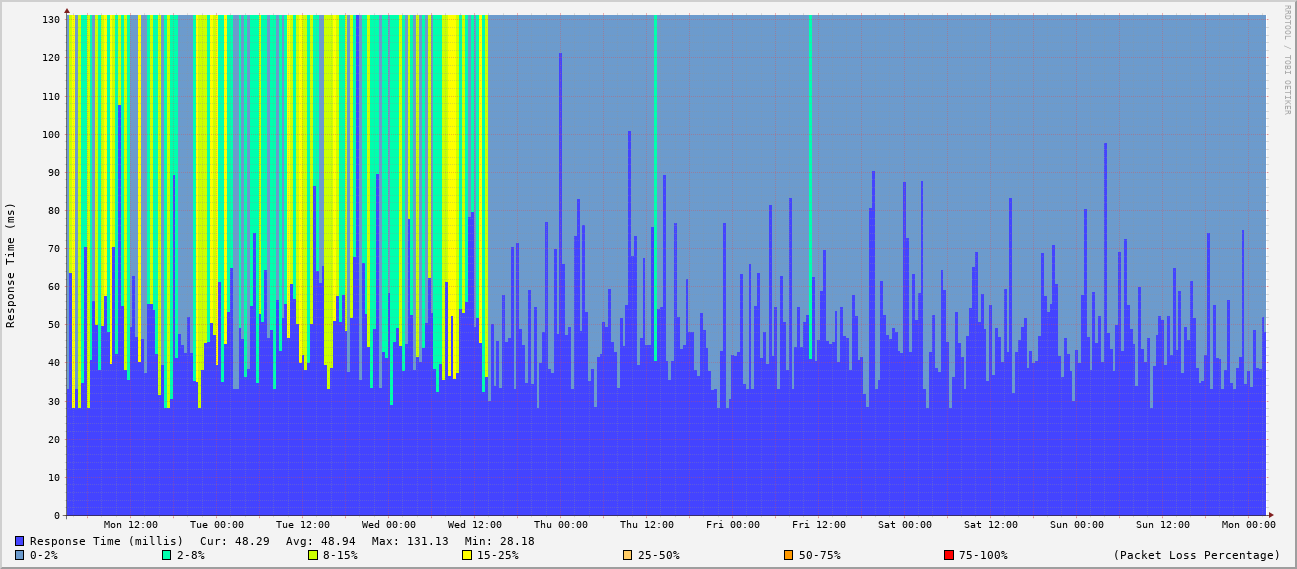 RRDTOOL / TOBI OETIKER
Response Time (ms)
130
120
110
100
90
80
70
60
50
40
30
20
10
0
Mon 12:00 Tue 00:00 Tue 12:00 Wed 00:00 Wed 12:00 Thu 00:00 Thu 12:00 Fri 00:00 Fri 12:00 Sat 00:00 Sat 12:00 Sun 00:00 Sun 12:00 Mon 00:00
Response Time (millis) Cur: 48.29 Avg: 48.94 Max: 131.13 Min: 28.18
0-2% 2-8% 8-15% 15-25% 25-50% 50-75% 75-100% (Packet Loss Percentage)